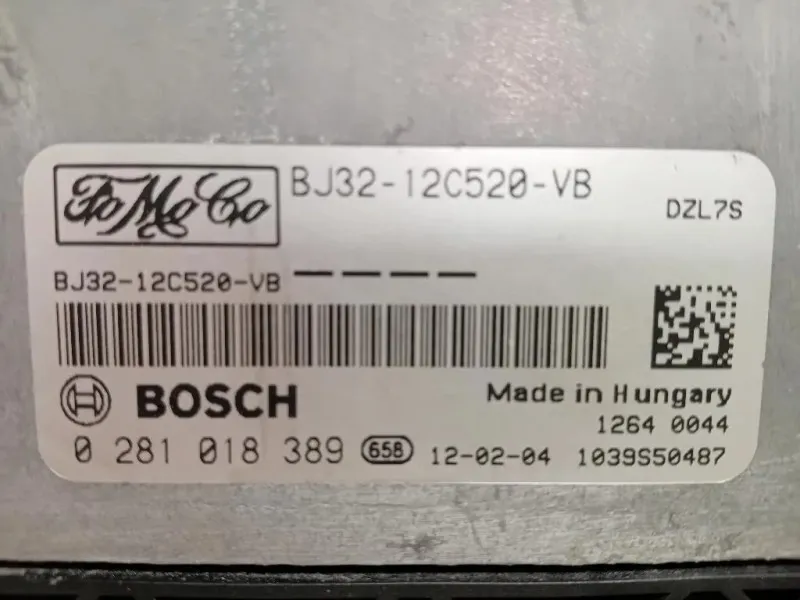 FoMoCo BJ32-12C520-VB
DZL7S
BJ32-12C520-VB — — — —
BOSCH
Made in Hungary
1264 0044
0 281 018 389 658 12-02-04 1039S50487